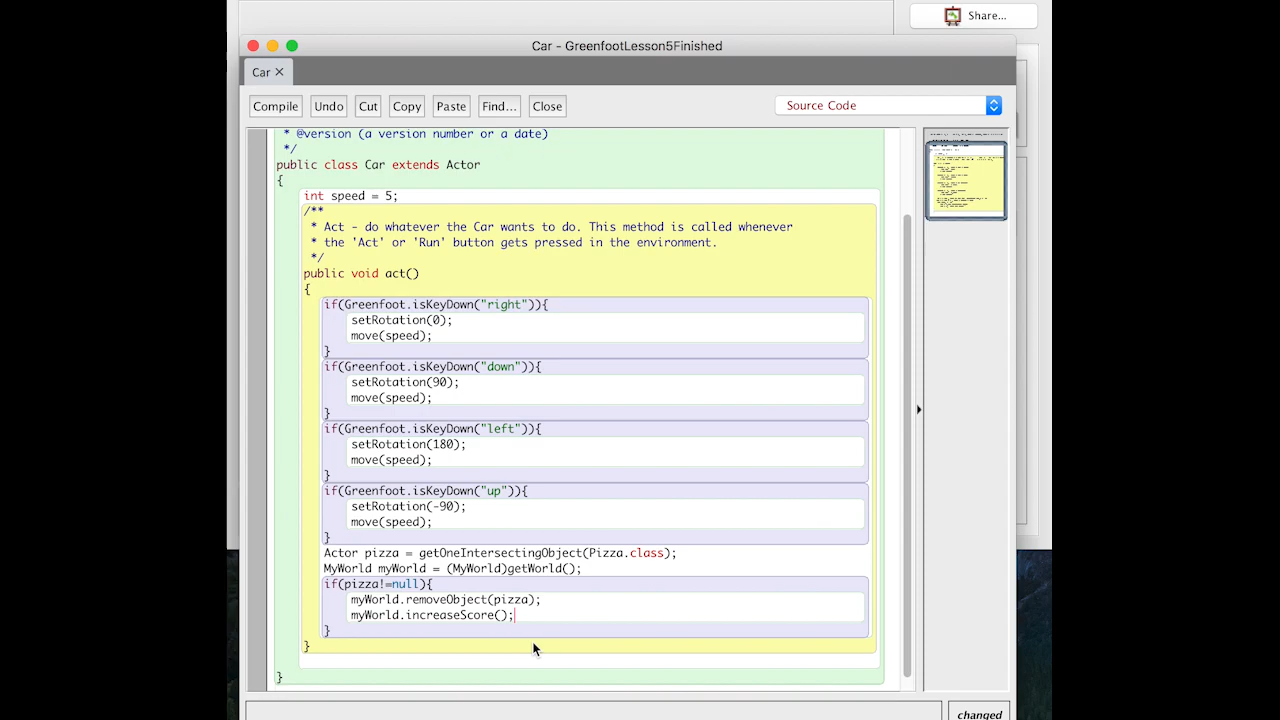 Share...
Car - GreenfootLesson5Finished
Car ✕
Compile Undo Cut Copy Paste Find... Close Source Code
* @version (a version number or a date)
*/
public class Car extends Actor
{
int speed = 5;
/**
* Act - do whatever the Car wants to do. This method is called whenever
* the 'Act' or 'Run' button gets pressed in the environment.
*/
public void act()
{
if(Greenfoot.isKeyDown("right")){
setRotation(0);
move(speed);
}
if(Greenfoot.isKeyDown("down")){
setRotation(90);
move(speed);
}
if(Greenfoot.isKeyDown("left")){
setRotation(180);
move(speed);
}
if(Greenfoot.isKeyDown("up")){
setRotation(-90);
move(speed);
}
Actor pizza = getOneIntersectingObject(Pizza.class);
MyWorld myWorld = (MyWorld)getWorld();
if(pizza!=null){
myWorld.removeObject(pizza);
myWorld.increaseScore();
}
}
}
changed